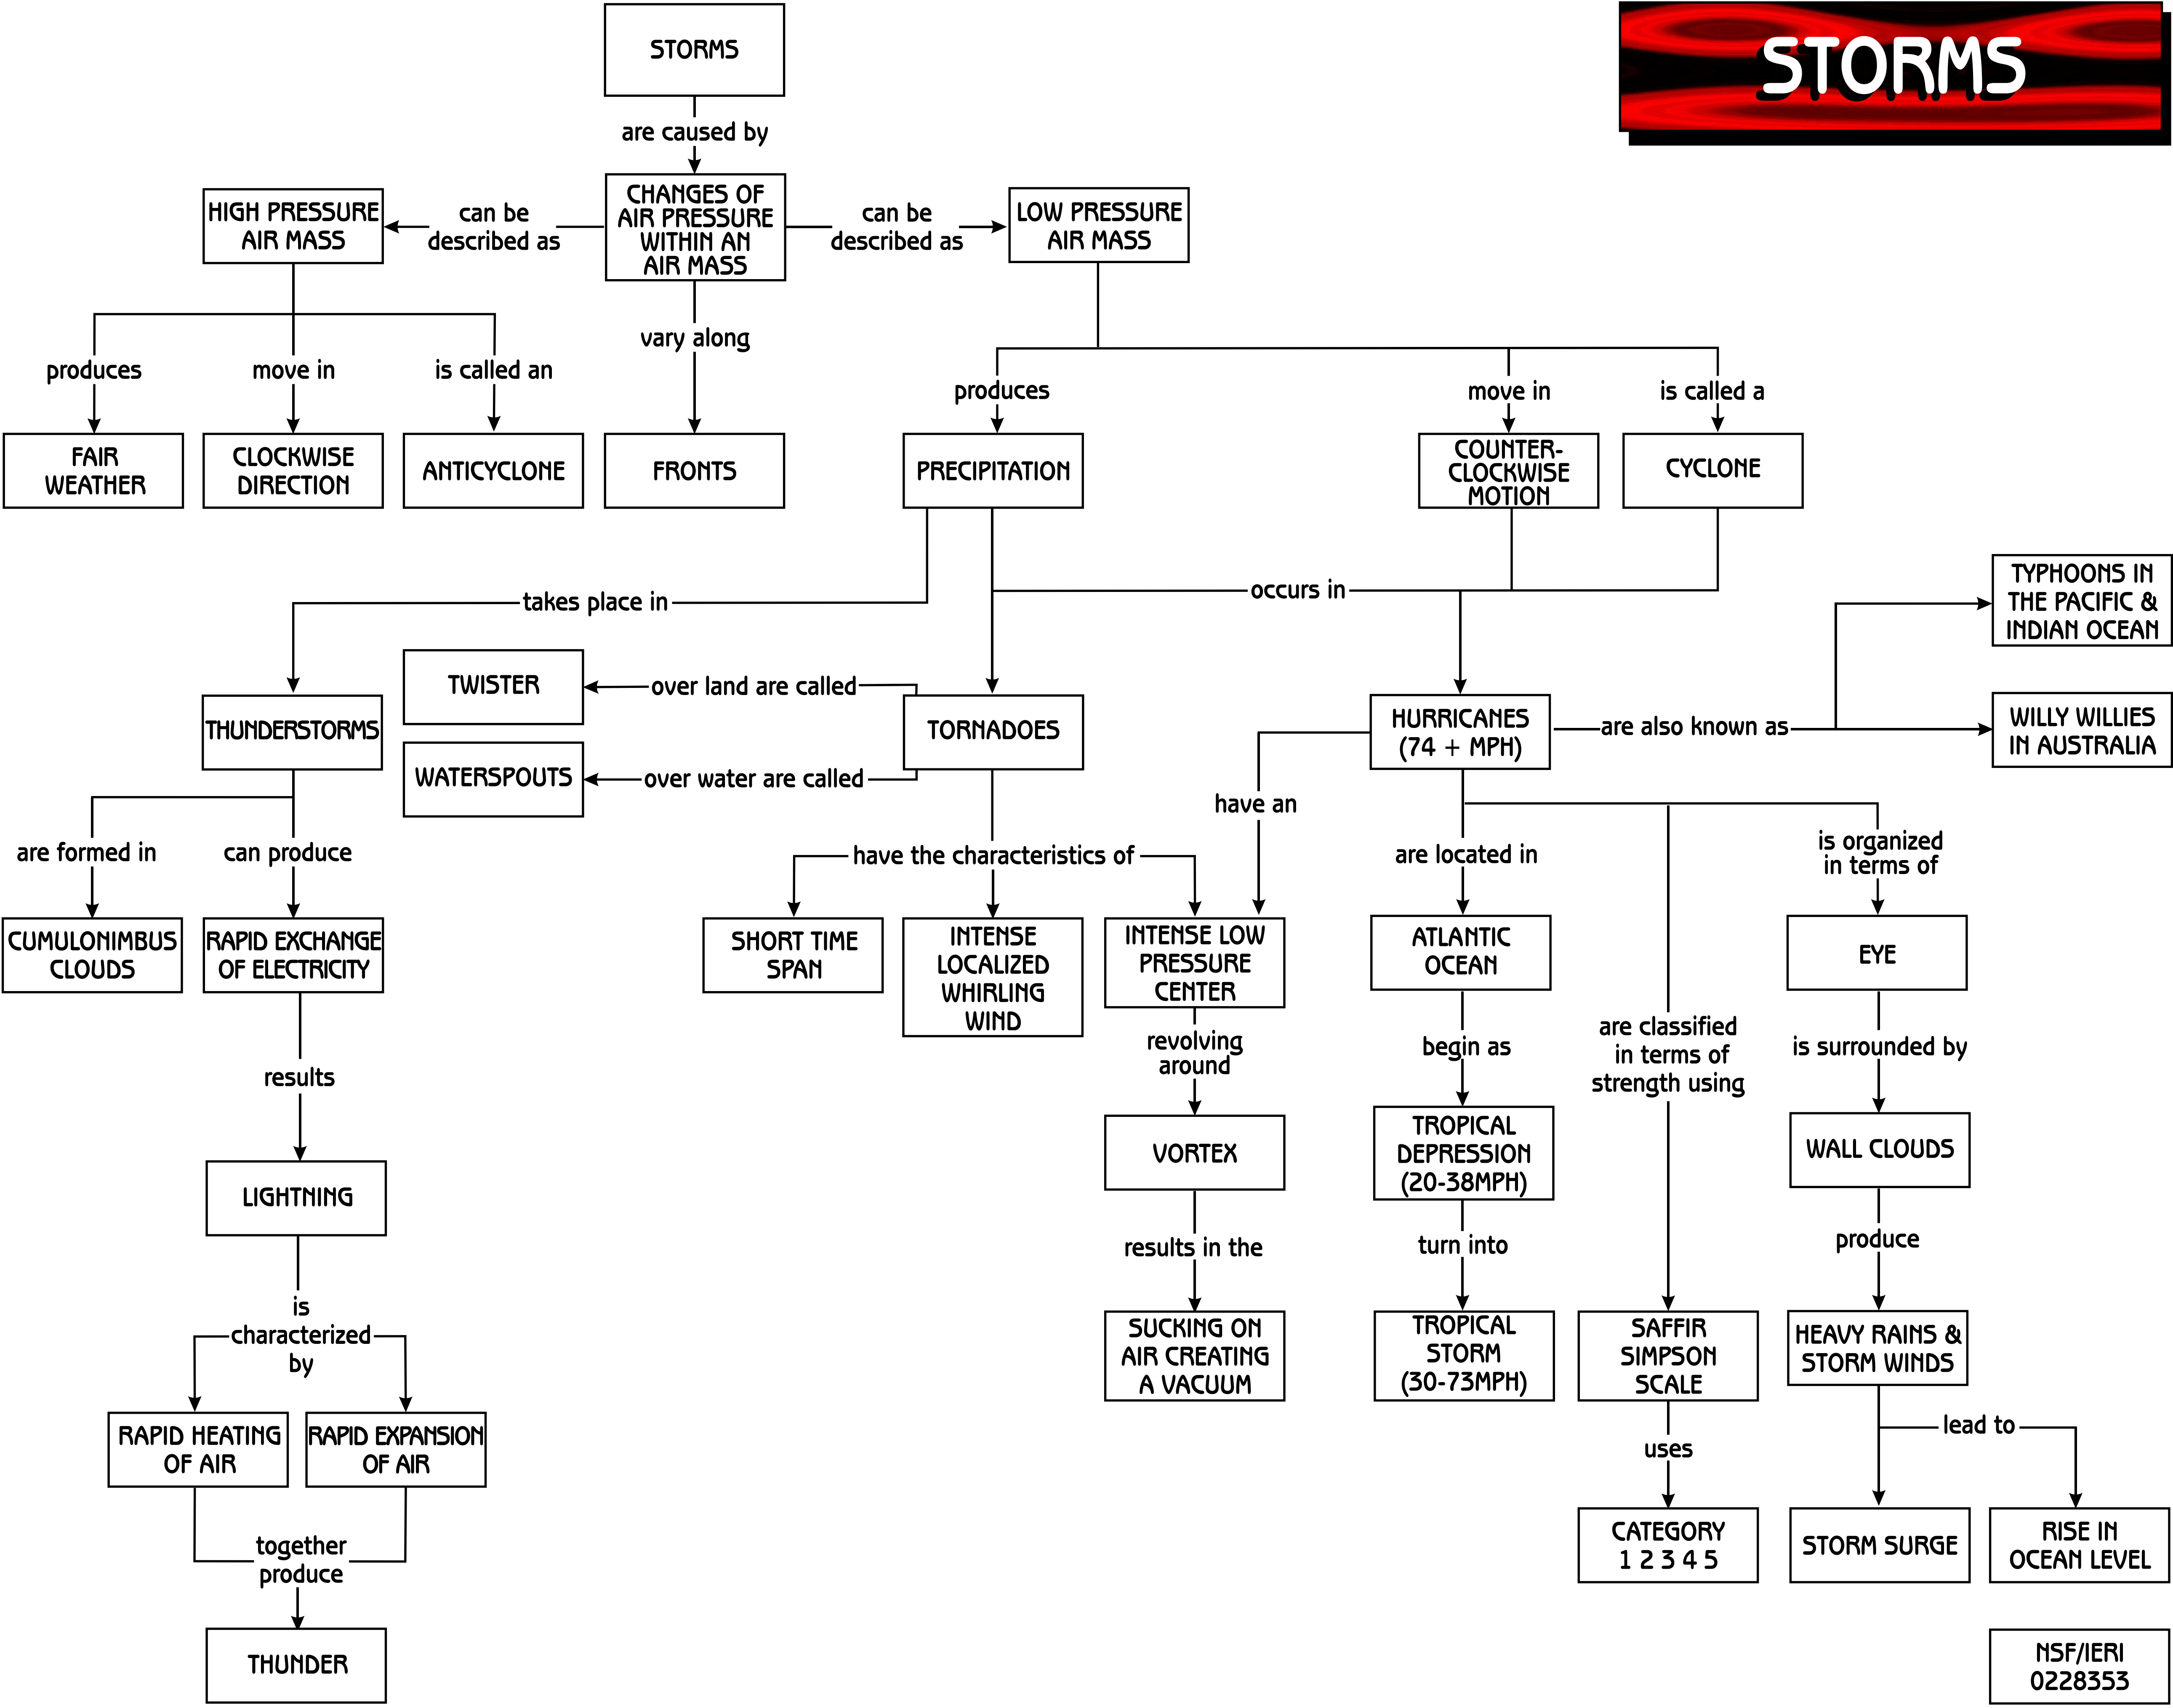 STORMS
STORMS
are caused by
HIGH PRESSURE
AIR MASS
can be
described as
CHANGES OF
AIR PRESSURE
WITHIN AN
AIR MASS
can be
described as
LOW PRESSURE
AIR MASS
produces
move in
is called an
vary along
produces
move in
is called a
FAIR
WEATHER
CLOCKWISE
DIRECTION
ANTICYCLONE
FRONTS
PRECIPITATION
COUNTER-
CLOCKWISE
MOTION
CYCLONE
takes place in
occurs in
TYPHOONS IN
THE PACIFIC &
INDIAN OCEAN
TWISTER
over land are called
THUNDERSTORMS
TORNADOES
HURRICANES
(74 + MPH)
are also known as
WILLY WILLIES
IN AUSTRALIA
WATERSPOUTS
over water are called
have an
are formed in
can produce
have the characteristics of
are located in
is organized
in terms of
CUMULONIMBUS
CLOUDS
RAPID EXCHANGE
OF ELECTRICITY
SHORT TIME
SPAN
INTENSE
LOCALIZED
WHIRLING
WIND
INTENSE LOW
PRESSURE
CENTER
ATLANTIC
OCEAN
EYE
results
revolving
around
begin as
are classified
in terms of
strength using
is surrounded by
LIGHTNING
VORTEX
TROPICAL
DEPRESSION
(20-38MPH)
WALL CLOUDS
results in the
turn into
produce
is
characterized
by
SUCKING ON
AIR CREATING
A VACUUM
TROPICAL
STORM
(30-73MPH)
SAFFIR
SIMPSON
SCALE
HEAVY RAINS &
STORM WINDS
RAPID HEATING
OF AIR
RAPID EXPANSION
OF AIR
uses
lead to
together
produce
CATEGORY
1 2 3 4 5
STORM SURGE
RISE IN
OCEAN LEVEL
THUNDER
NSF/IERI
0228353